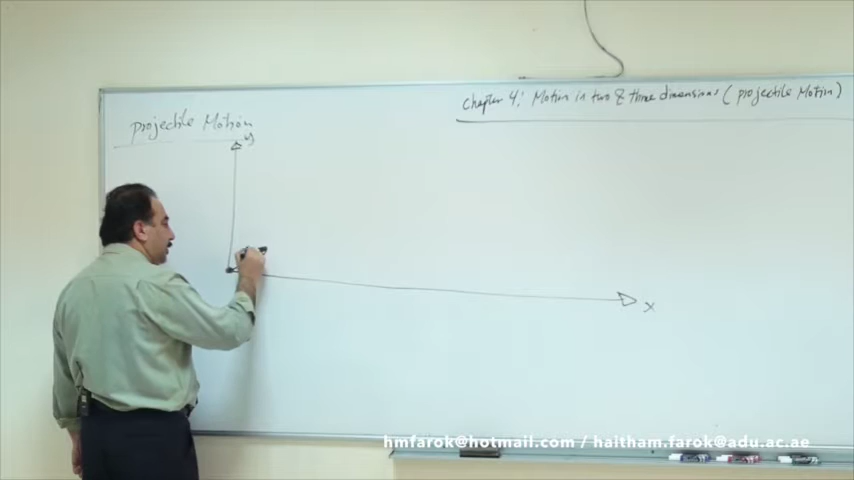 Chapter 4: Motion in two & three dimensions (projectile Motion)
projectile Motion
y
x
hmfarok@hotmail.com / haitham.farok@adu.ac.ae